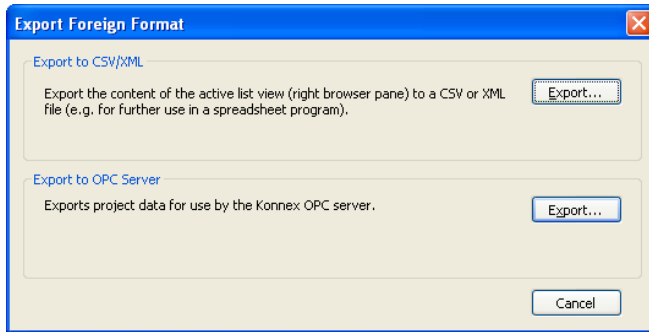 Export Foreign Format
Export to CSV/XML
Export the content of the active list view (right browser pane) to a CSV or XML
file (e.g. for further use in a spreadsheet program).
Export...
Export to OPC Server
Exports project data for use by the Konnex OPC server.
Export...
Cancel